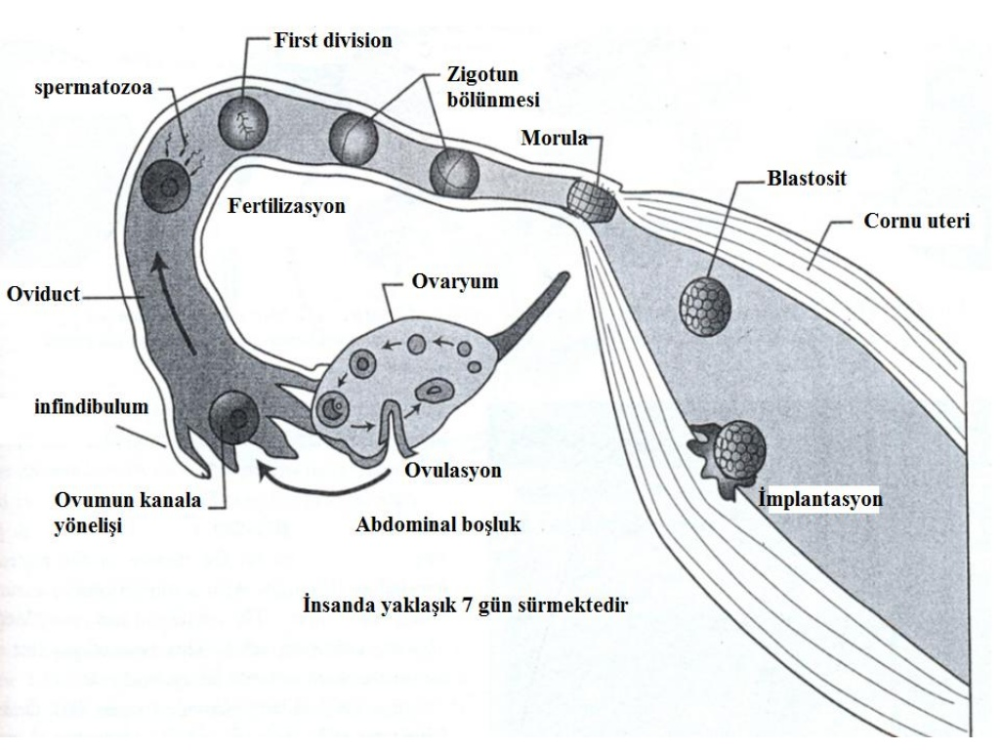 First division
spermatozoa
Zigotun
bölünmesi
Morula
Blastosit
Fertilizasyon
Cornu uteri
Oviduct
Ovaryum
infindibulum
Ovulasyon
Ovumun kanala
yönelişi
İmplantasyon
Abdominal boşluk
İnsanda yaklaşık 7 gün sürmektedir